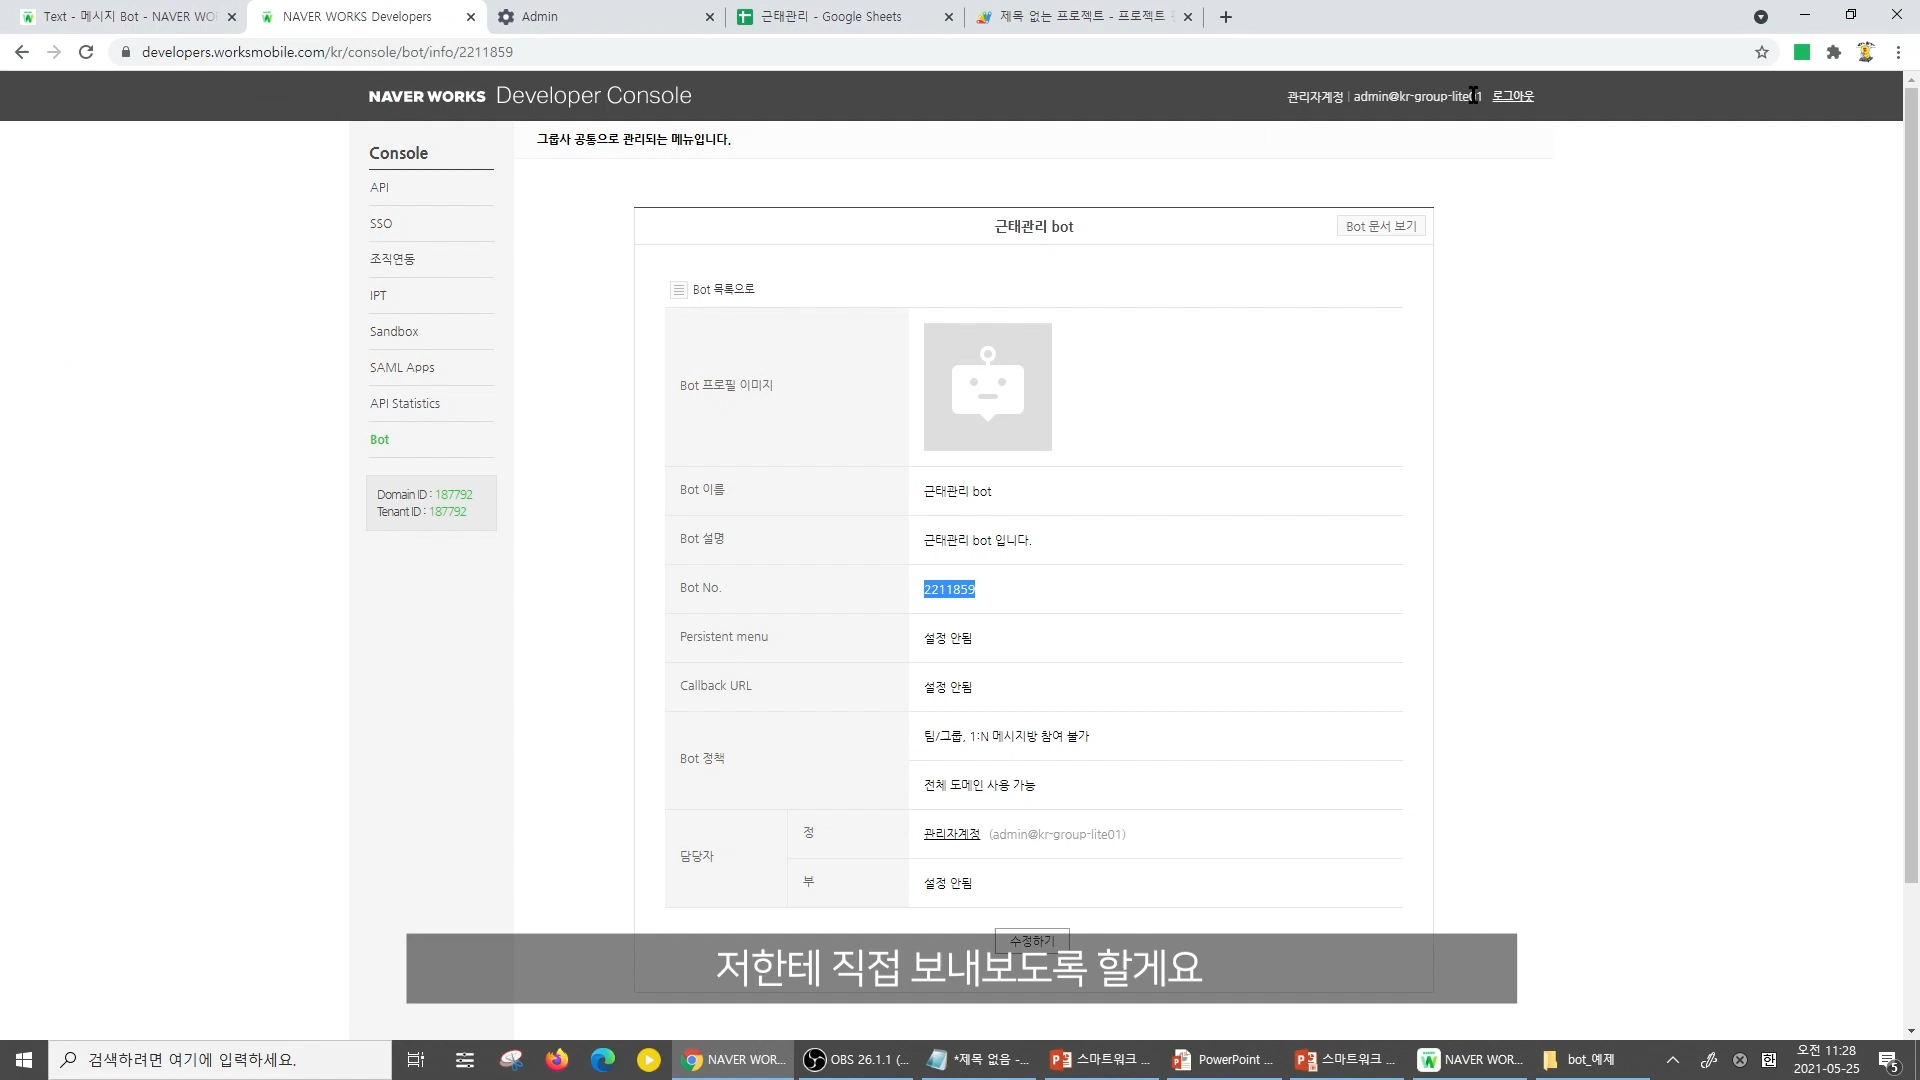 Text - 메시지 Bot - NAVER WO
NAVER WORKS Developers
Admin
근태관리 - Google Sheets
제목 없는 프로젝트 - 프로젝트
developers.worksmobile.com/kr/console/bot/info/2211859
NAVER WORKS Developer Console
관리자계정 | admin@kr-group-lite01 로그아웃
그룹사 공통으로 관리되는 메뉴입니다.
Console
API
SSO
조직연동
IPT
Sandbox
SAML Apps
API Statistics
Bot
Domain ID : 187792
Tenant ID : 187792
근태관리 bot
Bot 문서 보기
Bot 목록으로
Bot 프로필 이미지
Bot 이름
근태관리 bot
Bot 설명
근태관리 bot 입니다.
Bot No.
2211859
Persistent menu
설정 안됨
Callback URL
설정 안됨
Bot 정책
팀/그룹, 1:N 메시지방 참여 불가
전체 도메인 사용 가능
담당자
정
관리자계정 (admin@kr-group-lite01)
부
설정 안됨
수정하기
저한테 직접 보내보도록 할게요
검색하려면 여기에 입력하세요.
NAVER WOR...
OBS 26.1.1 (...
*제목 없음 -...
스마트워크 ...
PowerPoint ...
스마트워크 ...
NAVER WOR...
bot_예제
한
오전 11:28
2021-05-25
5